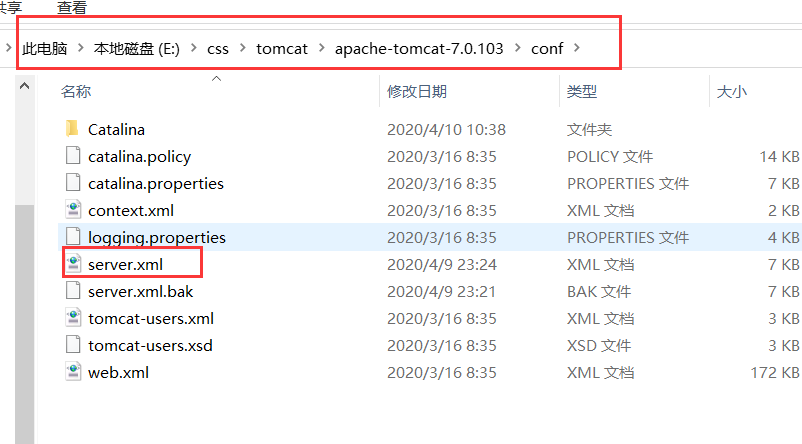 共享 查看
此电脑 > 本地磁盘 (E:) > css > tomcat > apache-tomcat-7.0.103 > conf >
名称 修改日期 类型 大小
Catalina 2020/4/10 10:38 文件夹
catalina.policy 2020/3/16 8:35 POLICY 文件 14 KB
catalina.properties 2020/3/16 8:35 PROPERTIES 文件 7 KB
context.xml 2020/3/16 8:35 XML 文档 2 KB
logging.properties 2020/3/16 8:35 PROPERTIES 文件 4 KB
server.xml 2020/4/9 23:24 XML 文档 7 KB
server.xml.bak 2020/4/9 23:21 BAK 文件 7 KB
tomcat-users.xml 2020/3/16 8:35 XML 文档 3 KB
tomcat-users.xsd 2020/3/16 8:35 XSD 文件 3 KB
web.xml 2020/3/16 8:35 XML 文档 172 KB